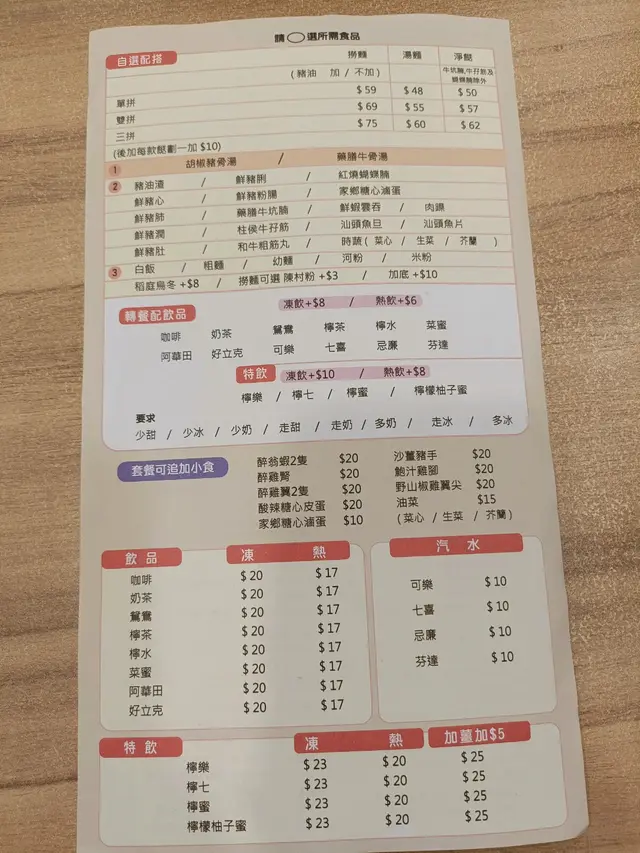 請◯選所需食品
自選配搭 撈麵 湯麵 淨餸
(豬油 加 / 不加) 牛坑腩,牛孖筋及
蝴蝶腩除外
單拼 $59 $48 $50
雙拼 $69 $55 $57
三拼 $75 $60 $62
(後加每款餸劃一加 $10)
1 胡椒豬骨湯 / 藥膳牛骨湯
2 豬油渣 / 鮮豬脷 / 紅燒蝴蝶腩
鮮豬心 / 鮮豬粉腸 / 家鄉糖心滷蛋
鮮豬肺 / 藥膳牛坑腩 / 鮮蝦雲吞 / 肉丸
鮮豬潤 / 柱侯牛孖筋 / 汕頭魚旦 / 汕頭魚片
鮮豬肚 / 和牛粗筋丸 / 時蔬 ( 菜心 / 生菜 / 芥蘭 )
3 白飯 / 粗麵 / 幼麵 / 河粉 / 米粉
稻庭烏冬 +$8 / 撈麵可選 陳村粉 +$3 / 加底 +$10
轉餐配飲品 凍飲+$8 / 熱飲+$6
咖啡 奶茶 鴛鴦 檸茶 檸水 菜蜜
阿華田 好立克 可樂 七喜 忌廉 芬達
特飲 凍飲+$10 / 熱飲+$8
檸樂 / 檸七 / 檸蜜 / 檸檬柚子蜜
要求
少甜 / 少冰 / 少奶 / 走甜 / 走奶 / 多奶 / 走冰 / 多冰
套餐可追加小食
醉翁蝦2隻 $20 沙薑豬手 $20
醉雞腎 $20 鮑汁雞腳 $20
醉雞翼2隻 $20 野山椒雞翼尖 $20
酸辣糖心皮蛋 $20 油菜 $15
家鄉糖心滷蛋 $10 (菜心 / 生菜 / 芥蘭)
飲品 凍 熱
咖啡 $20 $17
奶茶 $20 $17
鴛鴦 $20 $17
檸茶 $20 $17
檸水 $20 $17
菜蜜 $20 $17
阿華田 $20 $17
好立克 $20 $17
汽水
可樂 $10
七喜 $10
忌廉 $10
芬達 $10
特飲 凍 熱 加薑加$5
檸樂 $23 $20 $25
檸七 $23 $20 $25
檸蜜 $23 $20 $25
檸檬柚子蜜 $23 $20 $25